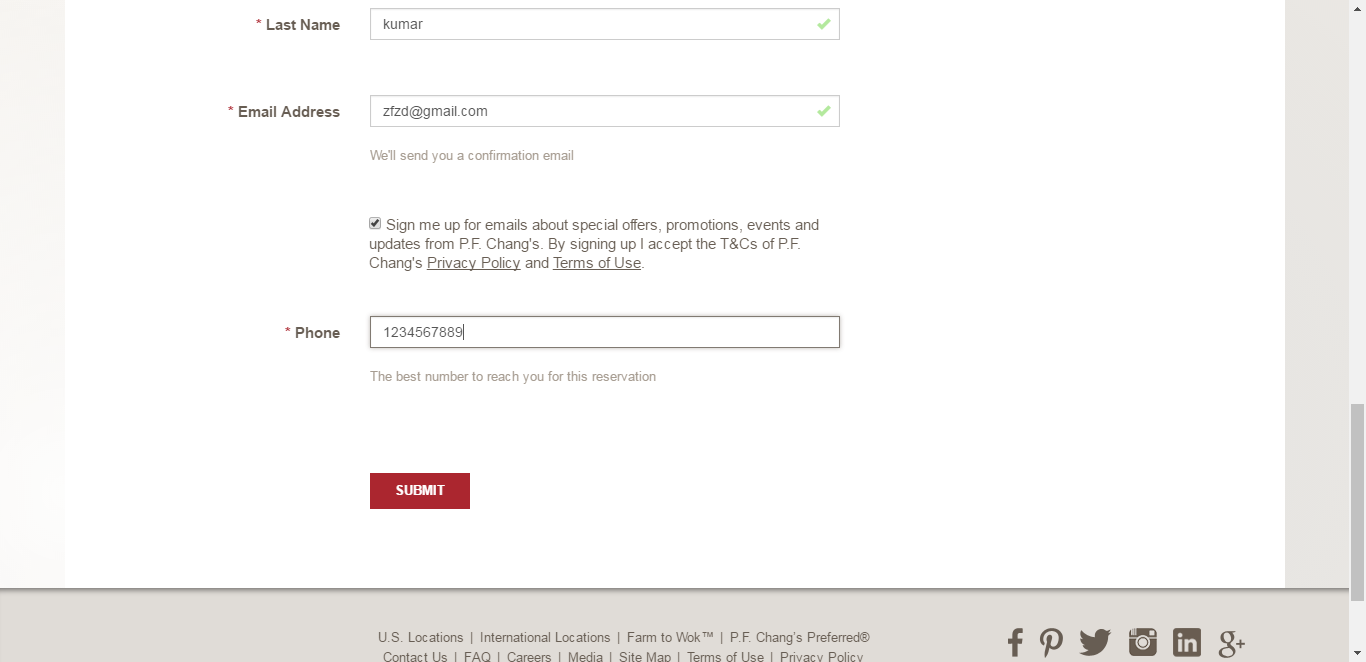 * Last Name kumar
* Email Address zfzd@gmail.com
We'll send you a confirmation email
Sign me up for emails about special offers, promotions, events and
updates from P.F. Chang's. By signing up I accept the T&Cs of P.F.
Chang's Privacy Policy and Terms of Use.
* Phone 1234567889
The best number to reach you for this reservation
SUBMIT
U.S. Locations | International Locations | Farm to Wok™ | P.F. Chang's Preferred®
Contact Us | FAQ | Careers | Media | Site Map | Terms of Use | Privacy Policy